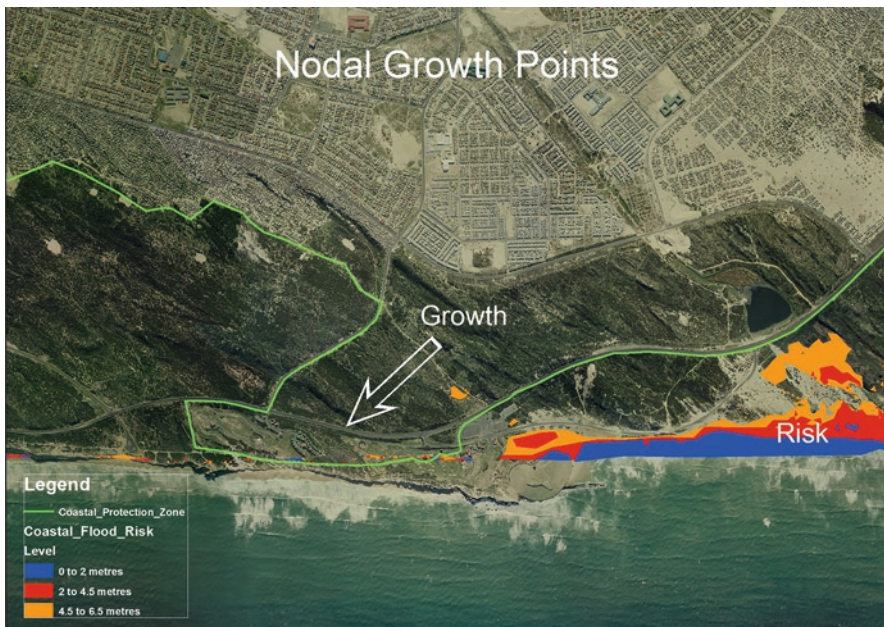 Nodal Growth Points
Growth
Risk
Legend
Coastal_Protection_Zone
Coastal_Flood_Risk
Level
0 to 2 metres
2 to 4.5 metres
4.5 to 6.5 metres